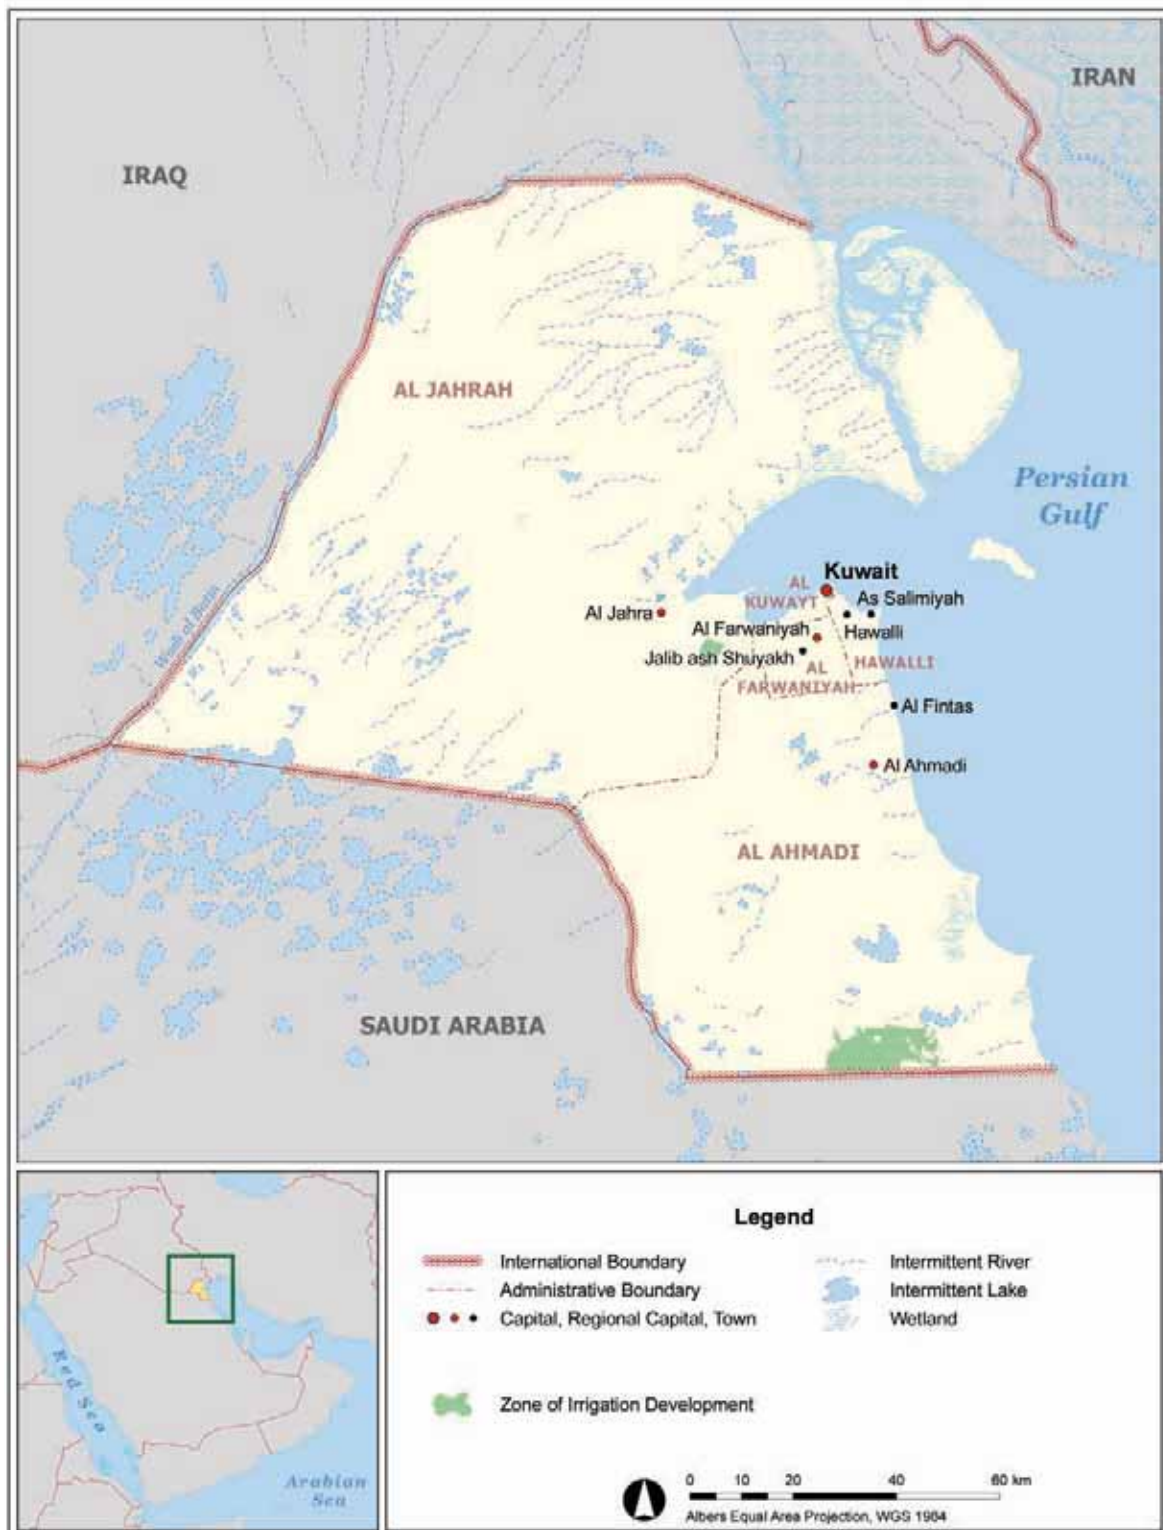 IRAN
IRAQ
AL JAHRAH
Persian
Gulf
Wadi al Batin
Kuwait
AL
KUWAYT
As Salimiyah
Al Jahra
Al Farwaniyah
Hawalli
Jalib ash Shuyakh
HAWALLI
AL
FARWANIYAH
Al Fintas
Al Ahmadi
AL AHMADI
SAUDI ARABIA
Red Sea
Arabian
Sea
Legend
International Boundary
Administrative Boundary
Capital, Regional Capital, Town
Zone of Irrigation Development
Intermittent River
Intermittent Lake
Wetland
0 10 20 40 60 km
Albers Equal Area Projection, WGS 1984